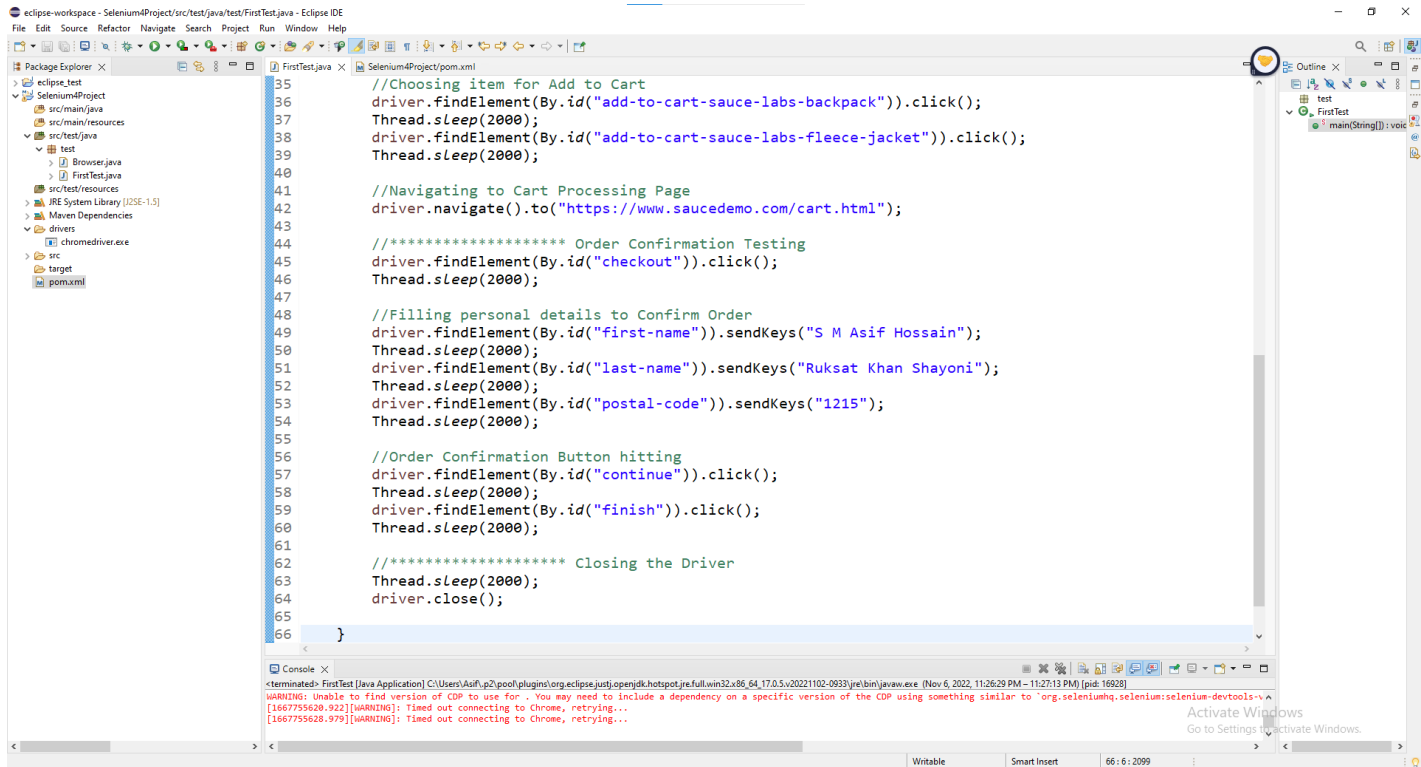 eclipse-workspace - Selenium4Project/src/test/java/test/FirstTest.java - Eclipse IDE
File Edit Source Refactor Navigate Search Project Run Window Help
Package Explorer
eclipse_test
Selenium4Project
src/main/java
src/main/resources
src/test/java
test
Browser.java
FirstTest.java
src/test/resources
JRE System Library [J2SE-1.5]
Maven Dependencies
drivers
chromedriver.exe
src
target
pom.xml
FirstTest.java
Selenium4Project/pom.xml
35 //Choosing item for Add to Cart
36 driver.findElement(By.id("add-to-cart-sauce-labs-backpack")).click();
37 Thread.sleep(2000);
38 driver.findElement(By.id("add-to-cart-sauce-labs-fleece-jacket")).click();
39 Thread.sleep(2000);
40
41 //Navigating to Cart Processing Page
42 driver.navigate().to("https://www.saucedemo.com/cart.html");
43
44 //******************** Order Confirmation Testing
45 driver.findElement(By.id("checkout")).click();
46 Thread.sleep(2000);
47
48 //Filling personal details to Confirm Order
49 driver.findElement(By.id("first-name")).sendKeys("S M Asif Hossain");
50 Thread.sleep(2000);
51 driver.findElement(By.id("last-name")).sendKeys("Ruksat Khan Shayoni");
52 Thread.sleep(2000);
53 driver.findElement(By.id("postal-code")).sendKeys("1215");
54 Thread.sleep(2000);
55
56 //Order Confirmation Button hitting
57 driver.findElement(By.id("continue")).click();
58 Thread.sleep(2000);
59 driver.findElement(By.id("finish")).click();
60 Thread.sleep(2000);
61
62 //******************** Closing the Driver
63 Thread.sleep(2000);
64 driver.close();
65
66 }
Outline
test
FirstTest
main(String[]) : void
Console
<terminated> FirstTest [Java Application] C:\Users\Asif\.p2\pool\plugins\org.eclipse.justj.openjdk.hotspot.jre.full.win32.x86_64_17.0.5.v20221102-0933\jre\bin\javaw.exe (Nov 6, 2022, 11:26:29 PM – 11:27:13 PM) [pid: 16928]
WARNING: Unable to find version of CDP to use for . You may need to include a dependency on a specific version of the CDP using something similar to `org.seleniumhq.selenium:selenium-devtools-v
[1667755620.922][WARNING]: Timed out connecting to Chrome, retrying...
[1667755628.979][WARNING]: Timed out connecting to Chrome, retrying...
Activate Windows
Go to Settings to activate Windows.
Writable
Smart Insert
66 : 6 : 2099